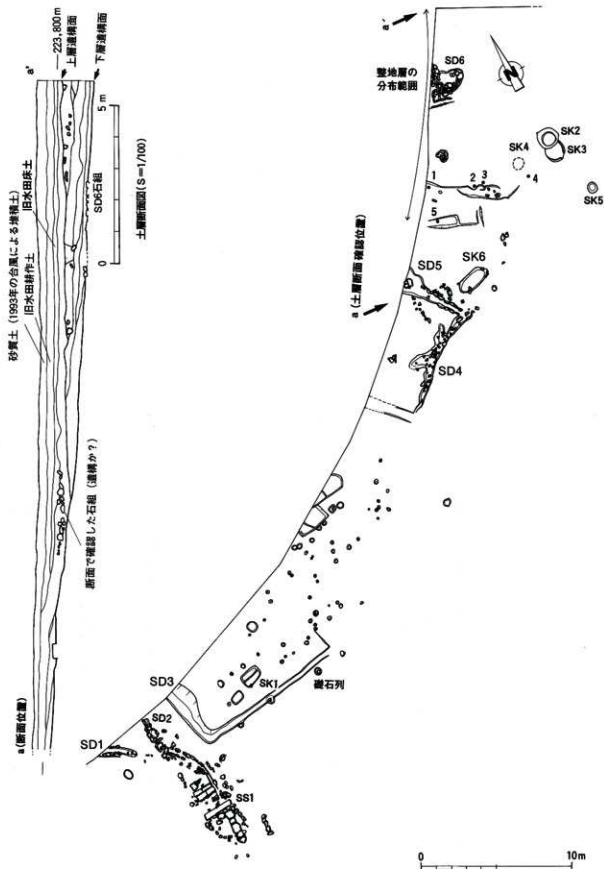 a'
223,800m
上層遺構面
下層遺構面
5m
0
土層断面図(S=1/100)
SD6石組
旧水田床土
旧水田耕作土
砂質土(1993年の台風による堆積土)
断面で確認した石組(遺構か?)
a(断面位置)
a'
整地層の
分布範囲
SD6
N
SK2
SK3
SK4
SK5
1
2
3
4
5
a(土層断面確認位置)
SD5
SK6
SD4
SD3
SK1
礎石列
SD2
SD1
SS1
0
10m